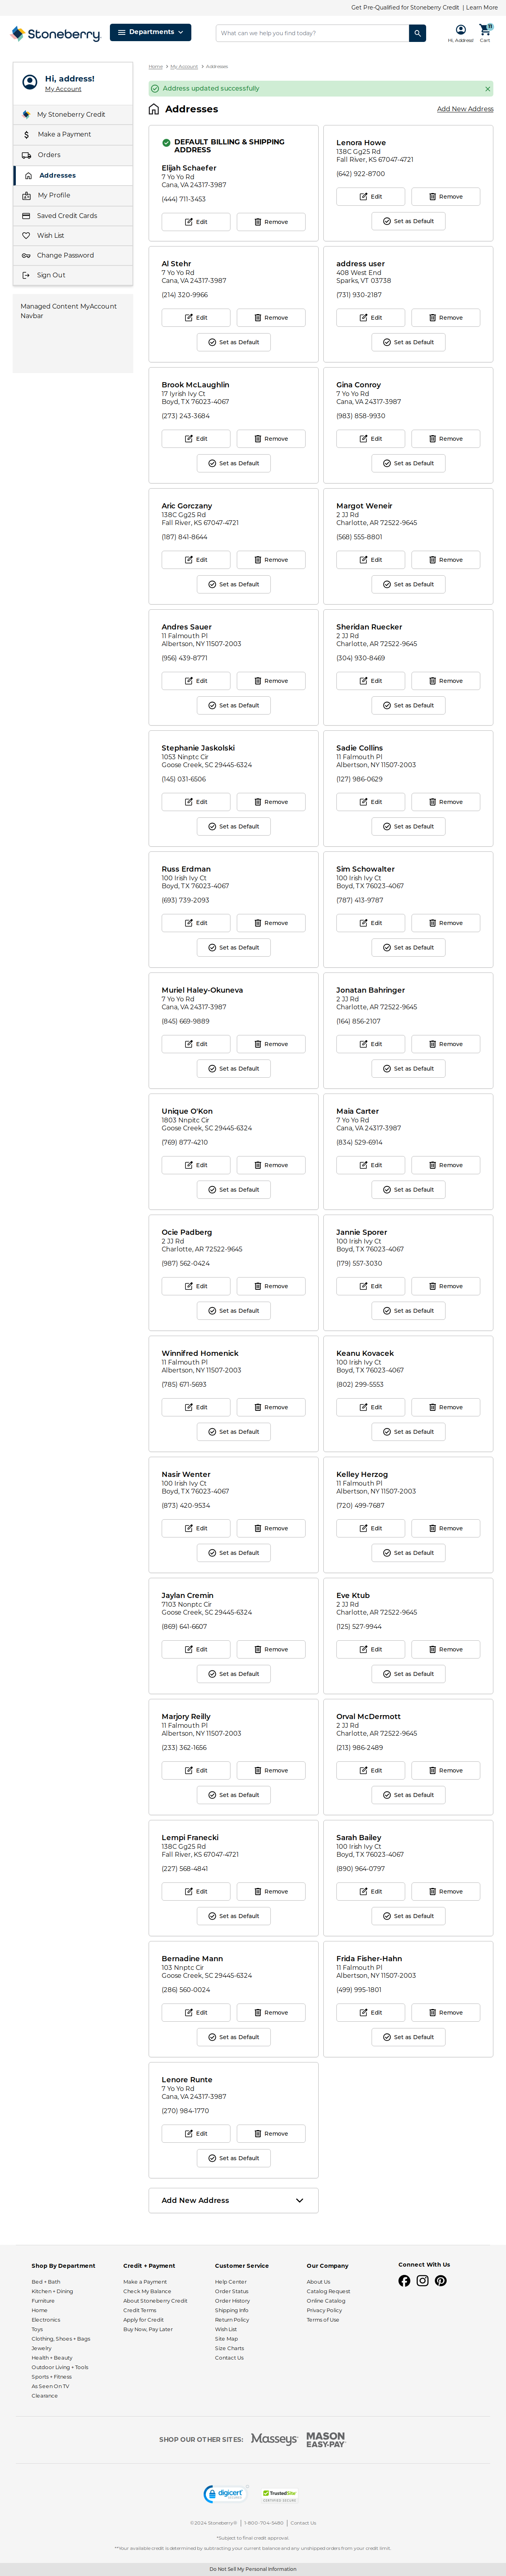 Get Pre-Qualified for Stoneberry Credit | Learn More
Stoneberry
Departments
What can we help you find today?
Hi, Address!
11
Cart
Hi, address!
My Account
My Stoneberry Credit
Make a Payment
Orders
Addresses
My Profile
Saved Credit Cards
Wish List
Change Password
Sign Out
Managed Content MyAccount
Navbar
Home > My Account > Addresses
Address updated successfully
Addresses
Add New Address
DEFAULT BILLING & SHIPPING
ADDRESS
Elijah Schaefer
7 Yo Yo Rd
Cana, VA 24317-3987
(444) 711-3453
Edit
Remove
Lenora Howe
138C Gg25 Rd
Fall River, KS 67047-4721
(642) 922-8700
Edit
Remove
Set as Default
Al Stehr
7 Yo Yo Rd
Cana, VA 24317-3987
(214) 320-9966
Edit
Remove
Set as Default
address user
408 West End
Sparks, VT 03738
(731) 930-2187
Edit
Remove
Set as Default
Brook McLaughlin
17 Iyrish Ivy Ct
Boyd, TX 76023-4067
(273) 243-3684
Edit
Remove
Set as Default
Gina Conroy
7 Yo Yo Rd
Cana, VA 24317-3987
(983) 858-9930
Edit
Remove
Set as Default
Aric Gorczany
138C Gg25 Rd
Fall River, KS 67047-4721
(187) 841-8644
Edit
Remove
Set as Default
Margot Weneir
2 JJ Rd
Charlotte, AR 72522-9645
(568) 555-8801
Edit
Remove
Set as Default
Andres Sauer
11 Falmouth Pl
Albertson, NY 11507-2003
(956) 439-8771
Edit
Remove
Set as Default
Sheridan Ruecker
2 JJ Rd
Charlotte, AR 72522-9645
(304) 930-8469
Edit
Remove
Set as Default
Stephanie Jaskolski
1053 Ninptc Cir
Goose Creek, SC 29445-6324
(145) 031-6506
Edit
Remove
Set as Default
Sadie Collins
11 Falmouth Pl
Albertson, NY 11507-2003
(127) 986-0629
Edit
Remove
Set as Default
Russ Erdman
100 Irish Ivy Ct
Boyd, TX 76023-4067
(693) 739-2093
Edit
Remove
Set as Default
Sim Schowalter
100 Irish Ivy Ct
Boyd, TX 76023-4067
(787) 413-9787
Edit
Remove
Set as Default
Muriel Haley-Okuneva
7 Yo Yo Rd
Cana, VA 24317-3987
(845) 669-9889
Edit
Remove
Set as Default
Jonatan Bahringer
2 JJ Rd
Charlotte, AR 72522-9645
(164) 856-2107
Edit
Remove
Set as Default
Unique O'Kon
1803 Nnpitc Cir
Goose Creek, SC 29445-6324
(769) 877-4210
Edit
Remove
Set as Default
Maia Carter
7 Yo Yo Rd
Cana, VA 24317-3987
(834) 529-6914
Edit
Remove
Set as Default
Ocie Padberg
2 JJ Rd
Charlotte, AR 72522-9645
(987) 562-0424
Edit
Remove
Set as Default
Jannie Sporer
100 Irish Ivy Ct
Boyd, TX 76023-4067
(179) 557-3030
Edit
Remove
Set as Default
Winnifred Homenick
11 Falmouth Pl
Albertson, NY 11507-2003
(785) 671-5693
Edit
Remove
Set as Default
Keanu Kovacek
100 Irish Ivy Ct
Boyd, TX 76023-4067
(802) 299-5553
Edit
Remove
Set as Default
Nasir Wenter
100 Irish Ivy Ct
Boyd, TX 76023-4067
(873) 420-9534
Edit
Remove
Set as Default
Kelley Herzog
11 Falmouth Pl
Albertson, NY 11507-2003
(720) 499-7687
Edit
Remove
Set as Default
Jaylan Cremin
7103 Nonptc Cir
Goose Creek, SC 29445-6324
(869) 641-6607
Edit
Remove
Set as Default
Eve Ktub
2 JJ Rd
Charlotte, AR 72522-9645
(125) 527-9944
Edit
Remove
Set as Default
Marjory Reilly
11 Falmouth Pl
Albertson, NY 11507-2003
(233) 362-1656
Edit
Remove
Set as Default
Orval McDermott
2 JJ Rd
Charlotte, AR 72522-9645
(213) 986-2489
Edit
Remove
Set as Default
Lempi Franecki
138C Gg25 Rd
Fall River, KS 67047-4721
(227) 568-4841
Edit
Remove
Set as Default
Sarah Bailey
100 Irish Ivy Ct
Boyd, TX 76023-4067
(890) 964-0797
Edit
Remove
Set as Default
Bernadine Mann
103 Nnptc Cir
Goose Creek, SC 29445-6324
(286) 560-0024
Edit
Remove
Set as Default
Frida Fisher-Hahn
11 Falmouth Pl
Albertson, NY 11507-2003
(499) 995-1801
Edit
Remove
Set as Default
Lenore Runte
7 Yo Yo Rd
Cana, VA 24317-3987
(270) 984-1770
Edit
Remove
Set as Default
Add New Address
Shop By Department
Bed + Bath
Kitchen + Dining
Furniture
Home
Electronics
Toys
Clothing, Shoes + Bags
Jewelry
Health + Beauty
Outdoor Living + Tools
Sports + Fitness
As Seen On TV
Clearance
Credit + Payment
Make a Payment
Check My Balance
About Stoneberry Credit
Credit Terms
Apply for Credit
Buy Now, Pay Later
Customer Service
Help Center
Order Status
Order History
Shipping Info
Return Policy
Wish List
Site Map
Size Charts
Contact Us
Our Company
About Us
Catalog Request
Online Catalog
Privacy Policy
Terms of Use
Connect With Us
SHOP OUR OTHER SITES:
Masseys
MASON
EASY•PAY
digicert
TrustedSite
CERTIFIED SECURE
©2024 Stoneberry® | 1-800-704-5480 | Contact Us
*Subject to final credit approval.
**Your available credit is determined by subtracting your current balance and any unshipped orders from your credit limit.
Do Not Sell My Personal Information